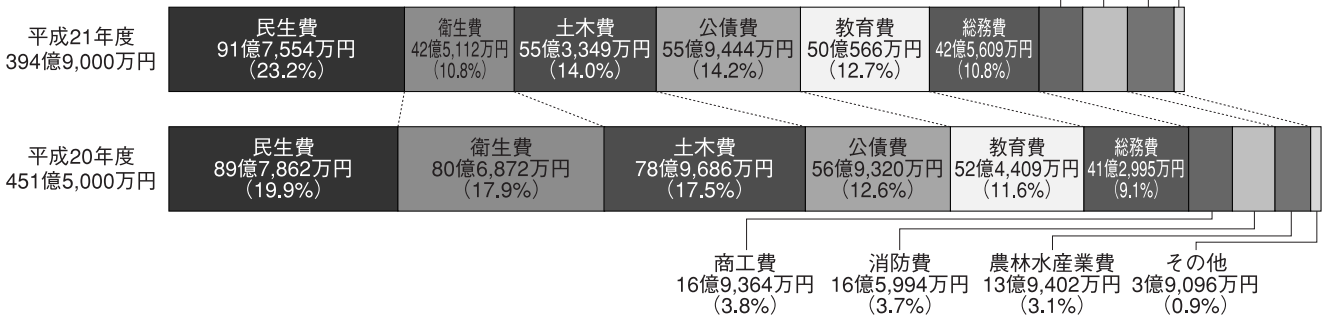 平成21年度
394億9,000万円
民生費
91億7,554万円
（23.2%）
衛生費
42億5,112万円
（10.8%）
土木費
55億3,349万円
（14.0%）
公債費
55億9,444万円
（14.2%）
教育費
50億566万円
（12.7%）
総務費
42億5,609万円
（10.8%）
平成20年度
451億5,000万円
民生費
89億7,862万円
（19.9%）
衛生費
80億6,872万円
（17.9%）
土木費
78億9,686万円
（17.5%）
公債費
56億9,320万円
（12.6%）
教育費
52億4,409万円
（11.6%）
総務費
41億2,995万円
（9.1%）
商工費
16億9,364万円
（3.8%）
消防費
16億5,994万円
（3.7%）
農林水産業費
13億9,402万円
（3.1%）
その他
3億9,096万円
（0.9%）